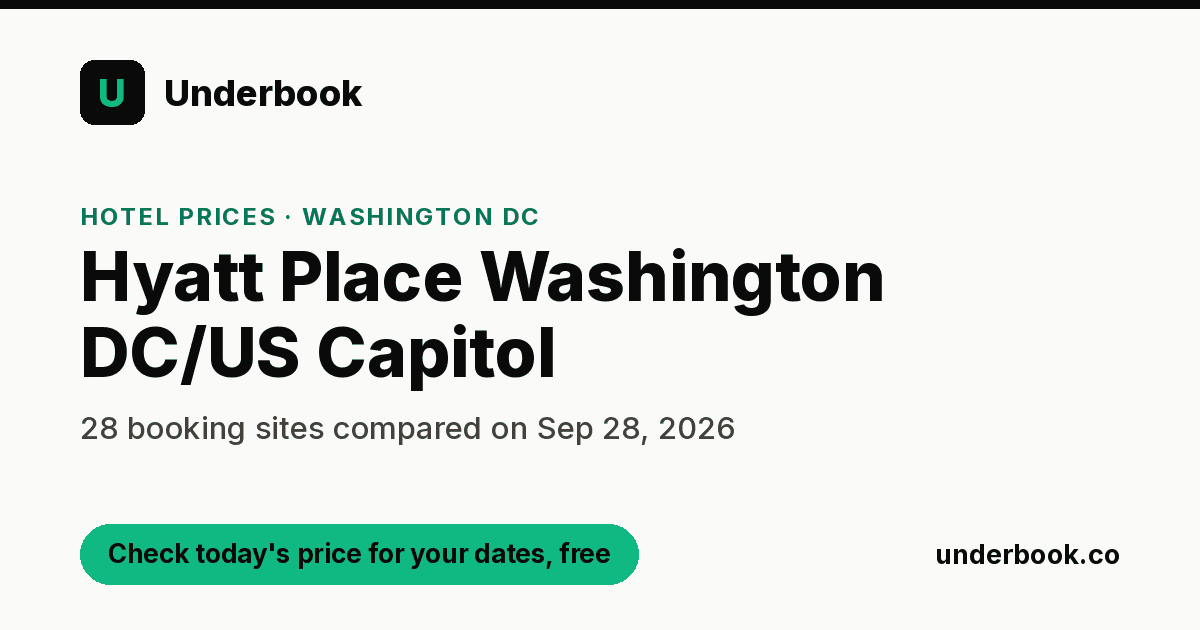 U Underbook
HOTEL PRICES · WASHINGTON DC
Hyatt Place Washington
DC/US Capitol
28 booking sites compared on Sep 28, 2026
Check today's price for your dates, free
underbook.co